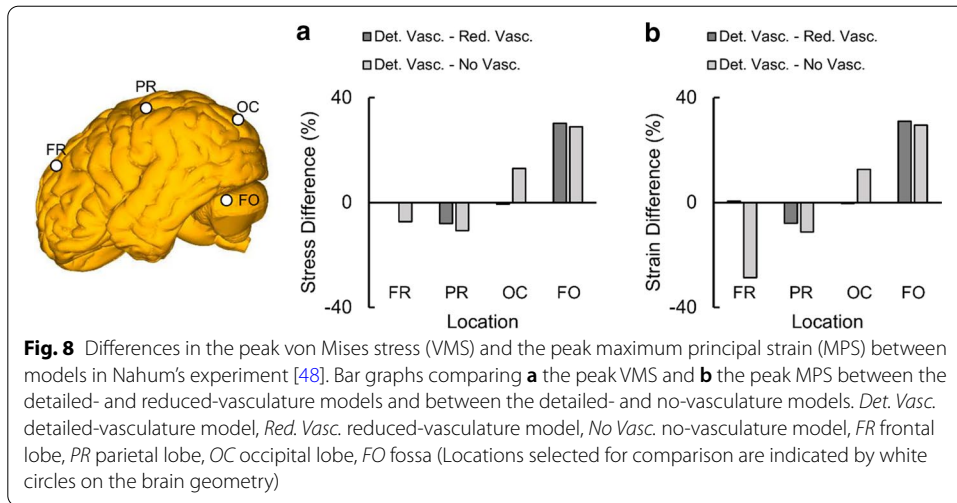 PR
OC
FR
FO
a
Det. Vasc. - Red. Vasc.
Det. Vasc. - No Vasc.
40
0
-40
Stress Difference (%)
FR PR OC FO
Location
b
Det. Vasc. - Red. Vasc.
Det. Vasc. - No Vasc.
40
0
-40
Strain Difference (%)
FR PR OC FO
Location
Fig. 8 Differences in the peak von Mises stress (VMS) and the peak maximum principal strain (MPS) between
models in Nahum's experiment [48]. Bar graphs comparing a the peak VMS and b the peak MPS between the
detailed- and reduced-vasculature models and between the detailed- and no-vasculature models. Det. Vasc.
detailed-vasculature model, Red. Vasc. reduced-vasculature model, No Vasc. no-vasculature model, FR frontal
lobe, PR parietal lobe, OC occipital lobe, FO fossa (Locations selected for comparison are indicated by white
circles on the brain geometry)